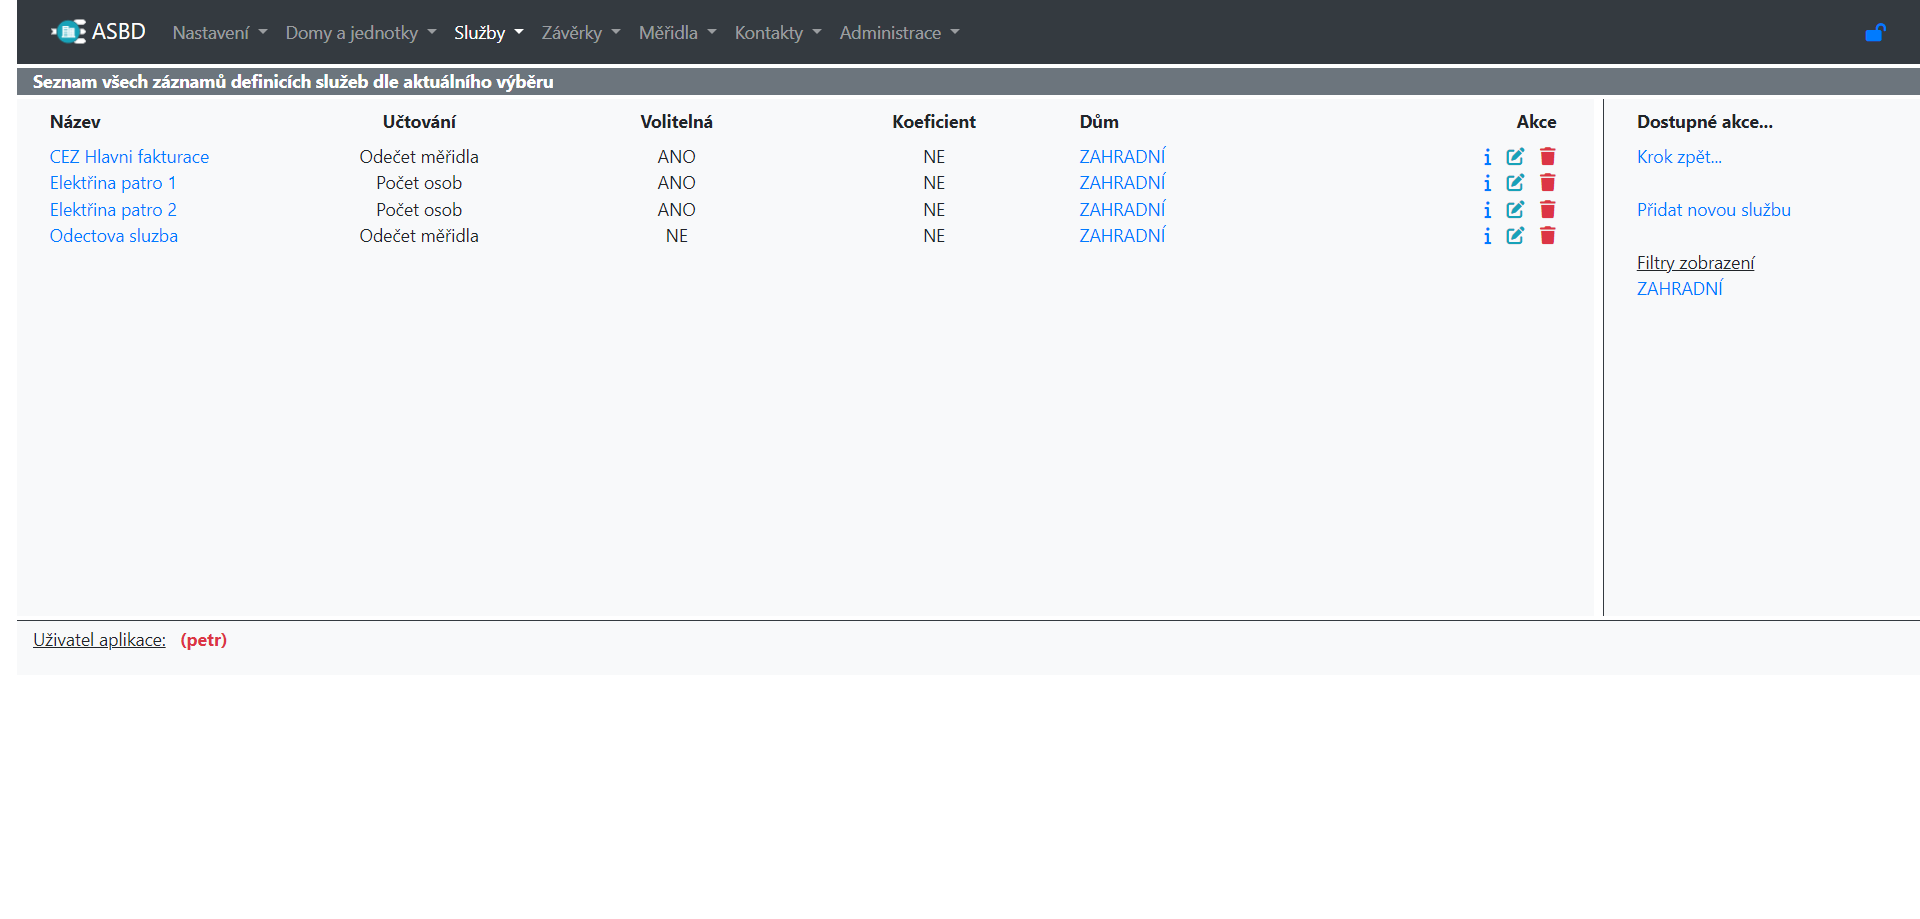 ASBD Nastavení Domy a jednotky Služby Závěrky Měřidla Kontakty Administrace
Seznam všech záznamů definicích služeb dle aktuálního výběru
Název Učtování Volitelná Koeficient Dům Akce
CEZ Hlavni fakturace Odečet měřidla ANO NE ZAHRADNÍ
Elektřina patro 1 Počet osob ANO NE ZAHRADNÍ
Elektřina patro 2 Počet osob ANO NE ZAHRADNÍ
Odectova sluzba Odečet měřidla NE NE ZAHRADNÍ
Dostupné akce...
Krok zpět...
Přidat novou službu
Filtry zobrazení
ZAHRADNÍ
Uživatel aplikace: (petr)